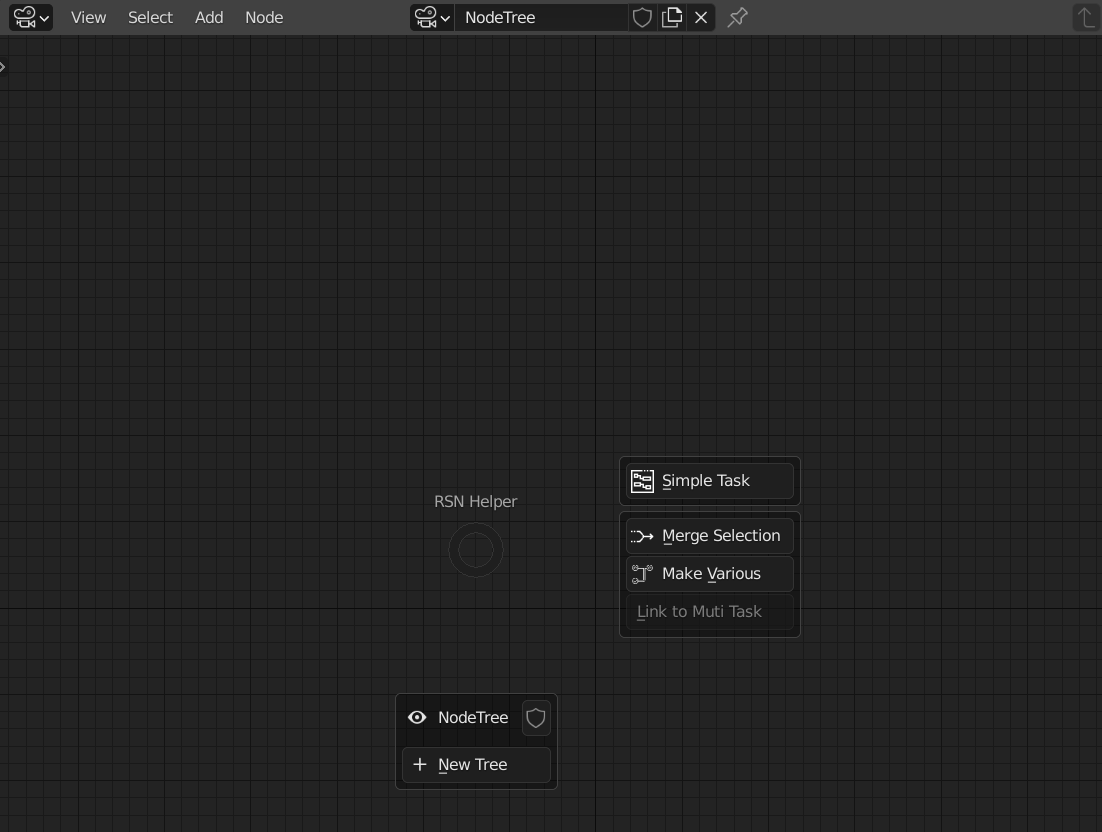 View Select Add Node NodeTree
Simple Task
RSN Helper
Merge Selection
Make Various
Link to Muti Task
NodeTree
New Tree